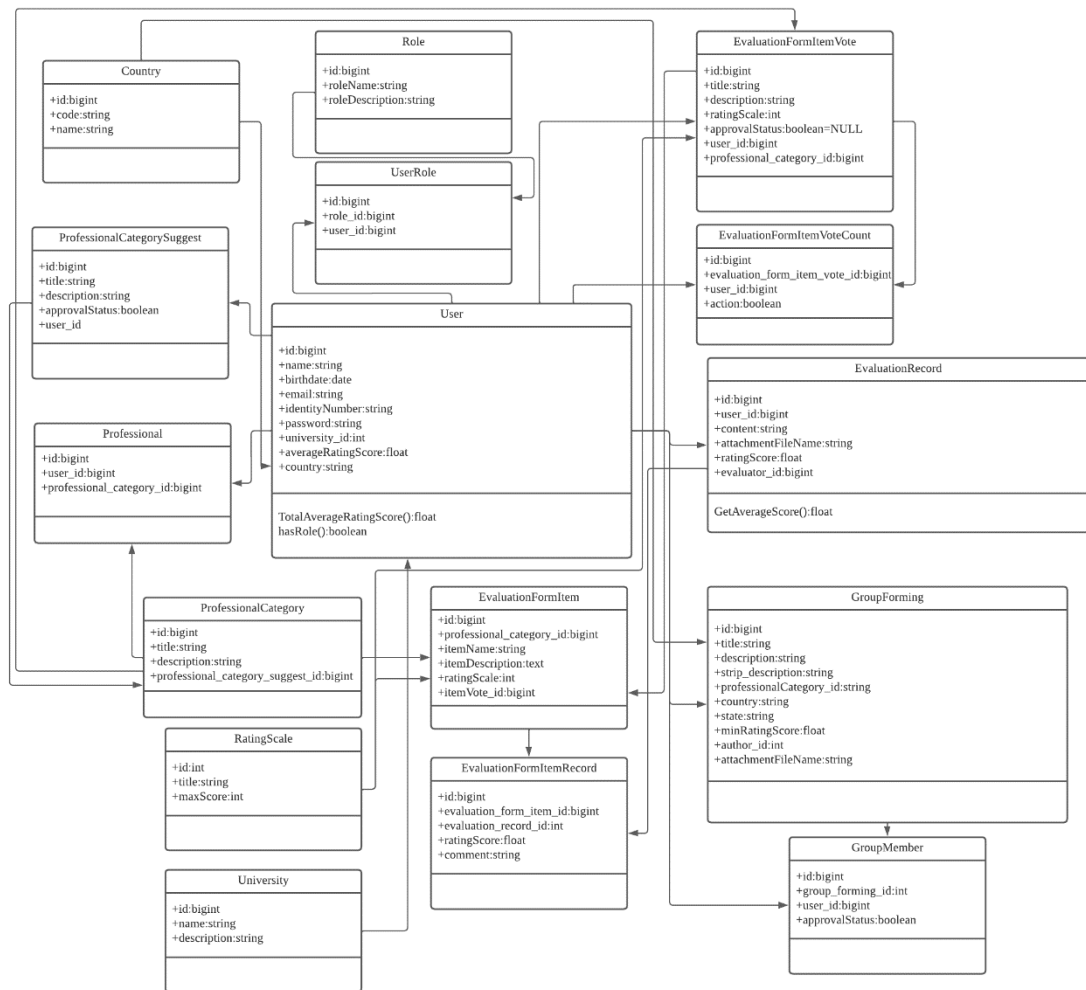 Country
+id:bigint
+code:string
+name:string
Role
+id:bigint
+roleName:string
+roleDescription:string
EvaluationFormItemVote
+id:bigint
+title:string
+description:string
+ratingScale:int
+approvalStatus:boolean=NULL
+user_id:bigint
+professional_category_id:bigint
UserRole
+id:bigint
+role_id:bigint
+user_id:bigint
ProfessionalCategorySuggest
+id:bigint
+title:string
+description:string
+approvalStatus:boolean
+user_id
EvaluationFormItemVoteCount
+id:bigint
+evaluation_form_item_vote_id:bigint
+user_id:bigint
+action:boolean
User
+id:bigint
+name:string
+birthdate:date
+email:string
+identityNumber:string
+password:string
+university_id:int
+averageRatingScore:float
+country:string
TotalAverageRatingScore():float
hasRole():boolean
EvaluationRecord
+id:bigint
+user_id:bigint
+content:string
+attachmentFileName:string
+ratingScore:float
+evaluator_id:bigint
GetAverageScore():float
Professional
+id:bigint
+user_id:bigint
+professional_category_id:bigint
ProfessionalCategory
+id:bigint
+title:string
+description:string
+professional_category_suggest_id:bigint
EvaluationFormItem
+id:bigint
+professional_category_id:bigint
+itemName:string
+itemDescription:text
+ratingScale:int
+itemVote_id:bigint
GroupForming
+id:bigint
+title:string
+description:string
+strip_description:string
+professionalCategory_id:string
+country:string
+state:string
+minRatingScore:float
+author_id:int
+attachmentFileName:string
RatingScale
+id:int
+title:string
+maxScore:int
EvaluationFormItemRecord
+id:bigint
+evaluation_form_item_id:bigint
+evaluation_record_id:int
+ratingScore:float
+comment:string
GroupMember
+id:bigint
+group_forming_id:int
+user_id:bigint
+approvalStatus:boolean
University
+id:bigint
+name:string
+description:string